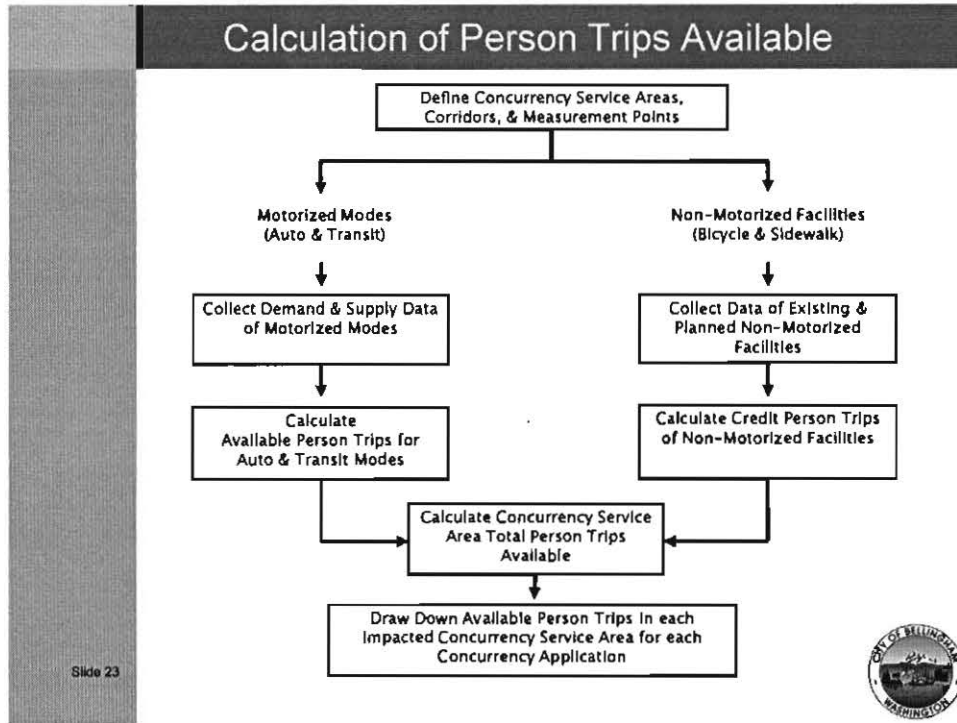 Calculation of Person Trips Available
Define Concurrency Service Areas,
Corridors, & Measurement Points
Motorized Modes
(Auto & Transit)
Non-Motorized Facilities
(Bicycle & Sidewalk)
Collect Demand & Supply Data
of Motorized Modes
Collect Data of Existing &
Planned Non-Motorized
Facilities
Calculate
Available Person Trips for
Auto & Transit Modes
Calculate Credit Person Trips
of Non-Motorized Facilities
Calculate Concurrency Service
Area Total Person Trips
Available
Draw Down Available Person Trips in each
Impacted Concurrency Service Area for each
Concurrency Application
Slide 23
CITY OF BELLINGHAM
WASHINGTON